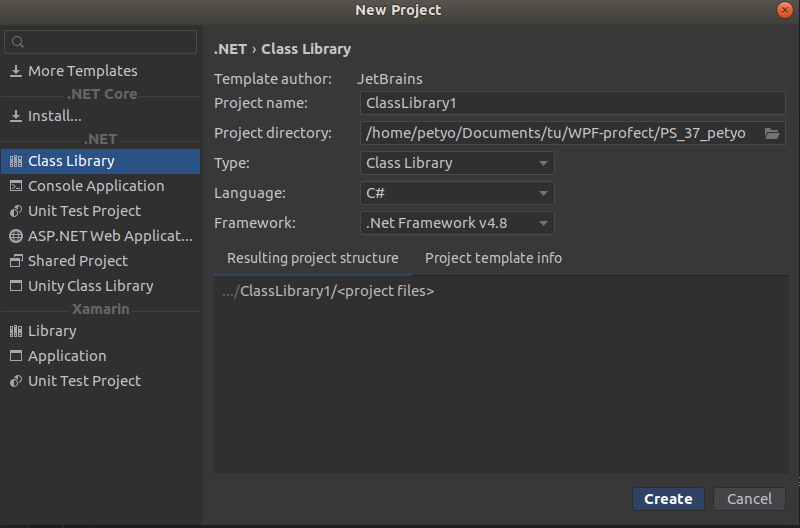 New Project
More Templates
.NET Core
Install...
.NET
Class Library
Console Application
Unit Test Project
ASP.NET Web Applicat...
Shared Project
Unity Class Library
Xamarin
Library
Application
Unit Test Project
.NET › Class Library
Template author: JetBrains
Project name: ClassLibrary1
Project directory: /home/petyo/Documents/tu/WPF-profect/PS_37_petyo
Type: Class Library
Language: C#
Framework: .Net Framework v4.8
Resulting project structure Project template info
.../ClassLibrary1/<project files>
Create Cancel